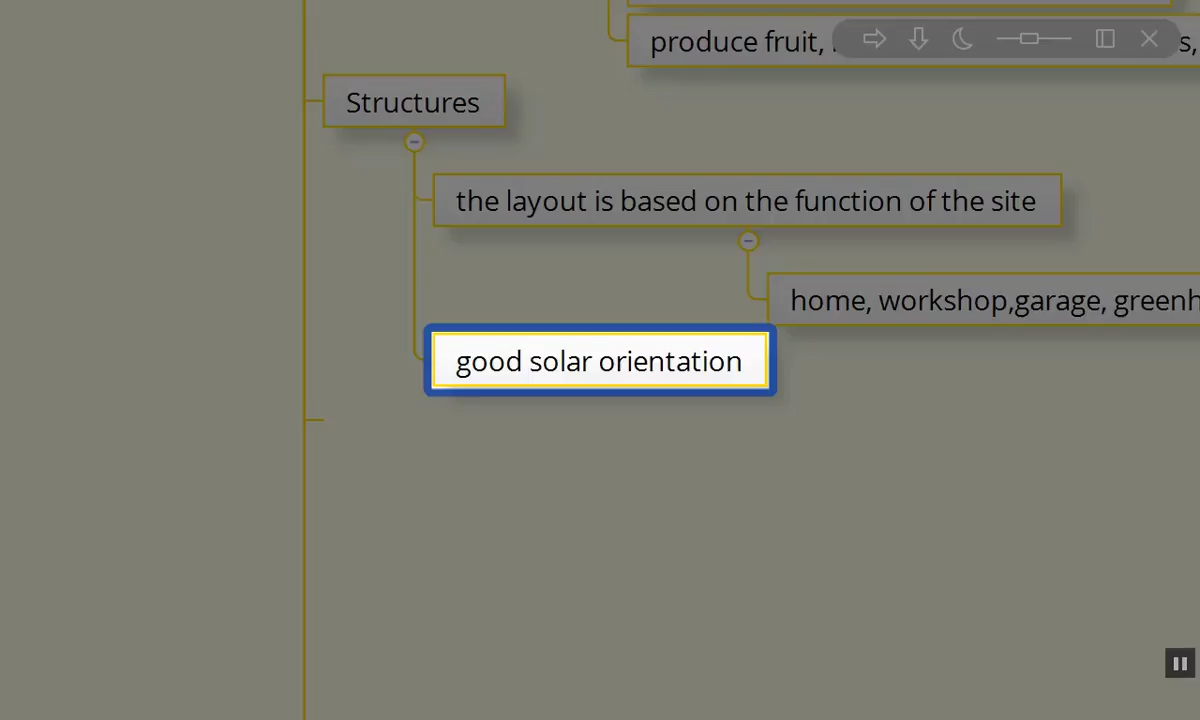 produce fruit,
Structures
the layout is based on the function of the site
home, workshop,garage,
good solar orientation